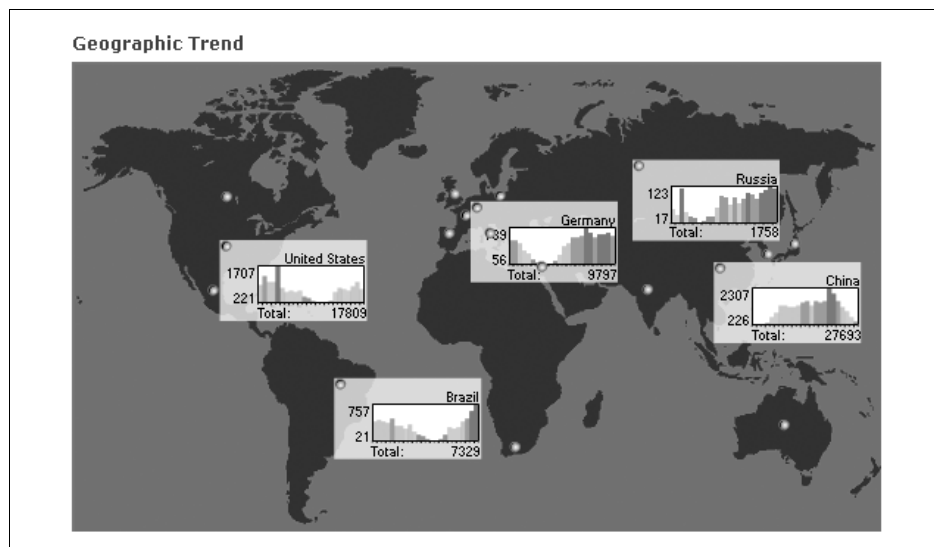 Geographic Trend
Russia
123
17
Total: 1758
Germany
56
Total: 9797
United States
1707
221
Total: 17809
China
2307
226
Total: 27693
Brazil
757
21
Total: 7329